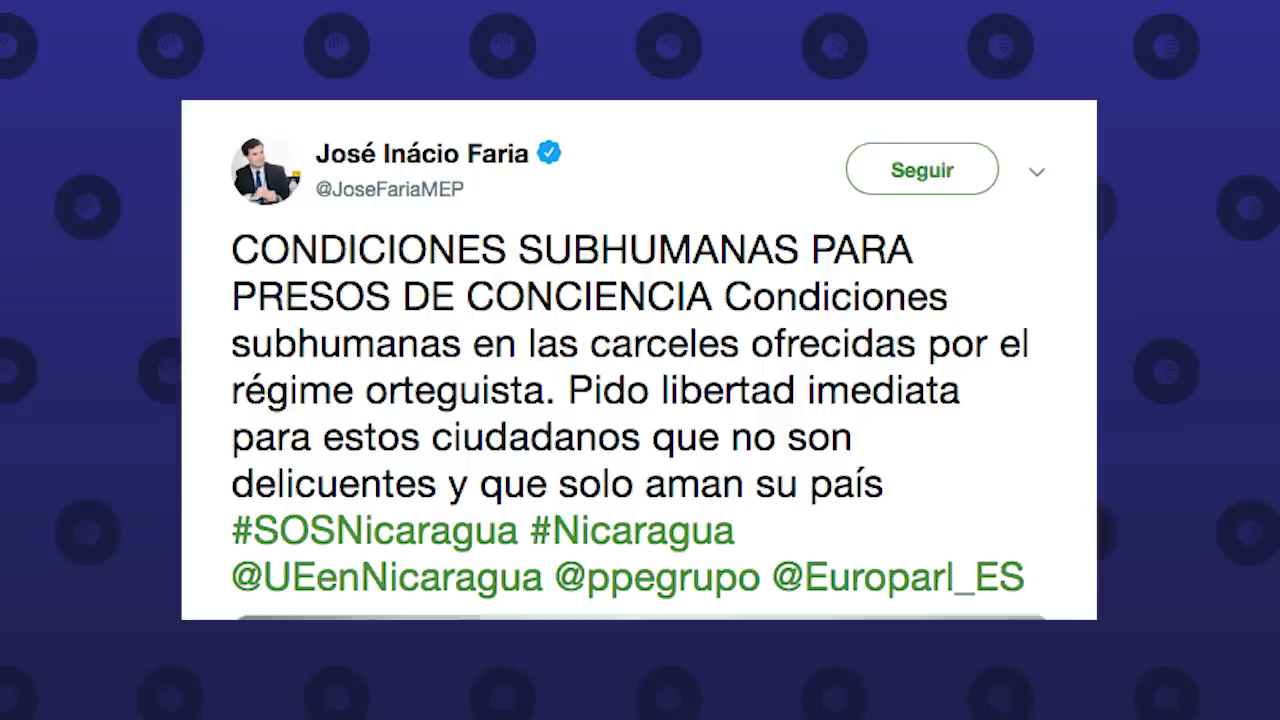 José Inácio Faria
@JoseFariaMEP
Seguir
CONDICIONES SUBHUMANAS PARA
PRESOS DE CONCIENCIA Condiciones
subhumanas en las carceles ofrecidas por el
régime orteguista. Pido libertad imediata
para estos ciudadanos que no son
delicuentes y que solo aman su país
#SOSNicaragua #Nicaragua
@UEenNicaragua @ppegrupo @Europarl_ES